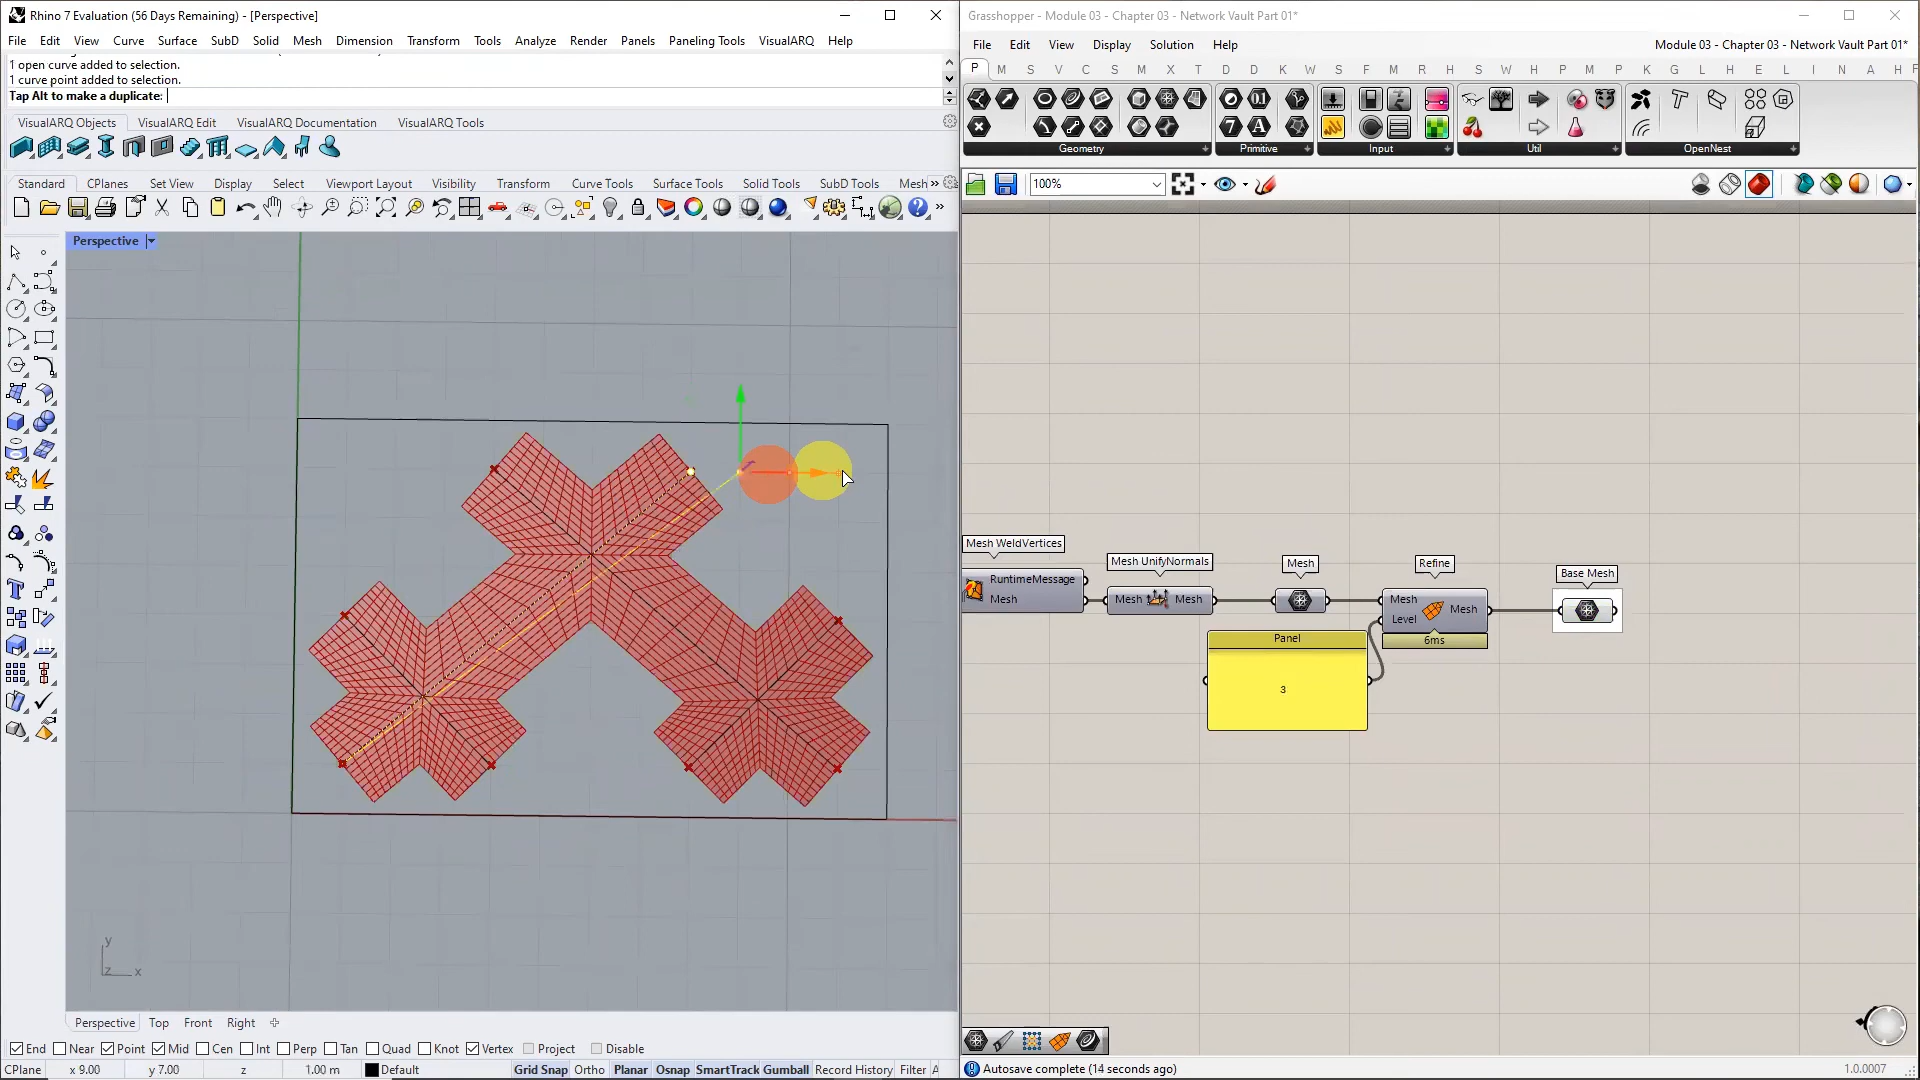 Rhino 7 Evaluation (56 Days Remaining) - [Perspective]
File Edit View Curve Surface SubD Solid Mesh Dimension Transform Tools Analyze Render Panels Paneling Tools VisualARQ Help
1 open curve added to selection.
1 curve point added to selection.
Tap Alt to make a duplicate:
VisualARQ Objects VisualARQ Edit VisualARQ Documentation VisualARQ Tools
Standard CPlanes Set View Display Select Viewport Layout Visibility Transform Curve Tools Surface Tools Solid Tools SubD Tools Mesh »
»
Perspective
y
z x
Perspective Top Front Right
End Near Point Mid Cen Int Perp Tan Quad Knot Vertex Project Disable
CPlane x 9.00 y 7.00 z 1.00 m Default Grid Snap Ortho Planar Osnap SmartTrack Gumball Record History Filter A
Grasshopper - Module 03 - Chapter 03 - Network Vault Part 01*
File Edit View Display Solution Help Module 03 - Chapter 03 - Network Vault Part 01*
P M S V C S M X T D D K W S F M R H S W H P M P K G L H E L I N A H F
Geometry Primitive Input Util OpenNest
100%
Mesh WeldVertices
RuntimeMessage
Mesh
Mesh UnifyNormals
Mesh Mesh
Mesh
Refine
Mesh
Level
Mesh
6ms
Base Mesh
Panel
3
Autosave complete (14 seconds ago) 1.0.0007